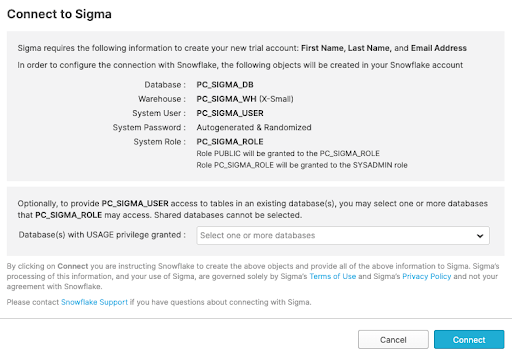 Connect to Sigma
Sigma requires the following information to create your new trial account: First Name, Last Name, and Email Address
In order to configure the connection with Snowflake, the following objects will be created in your Snowflake account
Database : PC_SIGMA_DB
Warehouse : PC_SIGMA_WH (X-Small)
System User : PC_SIGMA_USER
System Password : Autogenerated & Randomized
System Role : PC_SIGMA_ROLE
Role PUBLIC will be granted to the PC_SIGMA_ROLE
Role PC_SIGMA_ROLE will be granted to the SYSADMIN role
Optionally, to provide PC_SIGMA_USER access to tables in an existing database(s), you may select one or more databases
that PC_SIGMA_ROLE may access. Shared databases cannot be selected.
Database(s) with USAGE privilege granted : Select one or more databases
By clicking on Connect you are instructing Snowflake to create the above objects and provide all of the above information to Sigma. Sigma's
processing of this information, and your use of Sigma, are governed solely by Sigma's Terms of Use and Sigma's Privacy Policy and not your
agreement with Snowflake.
Please contact Snowflake Support if you have questions about connecting with Sigma.
Cancel Connect